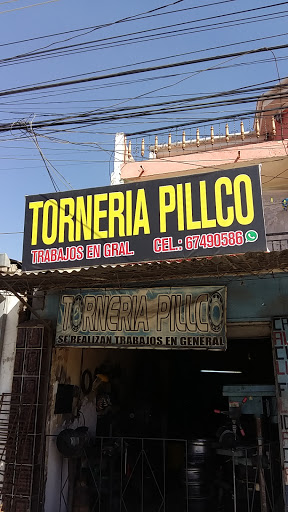 TORNERIA PILLCO
TRABAJOS EN GRAL. CEL.: 67490586
TORNERIA PILLCO
SE REALIZAN TRABAJOS EN GENERAL